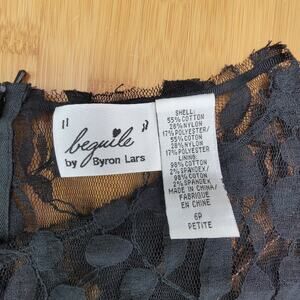 " beguile "
by Byron Lars
SHELL:
55% COTTON
28% NYLON
17% POLYESTER/
55% COTON
28% NYLON
17% POLYESTER
LINING:
98% COTTON
2% SPANDEX/
98% COTON
2% SPANDEX
MADE IN CHINA/
FABRIQUE
EN CHINE
6P
PETITE